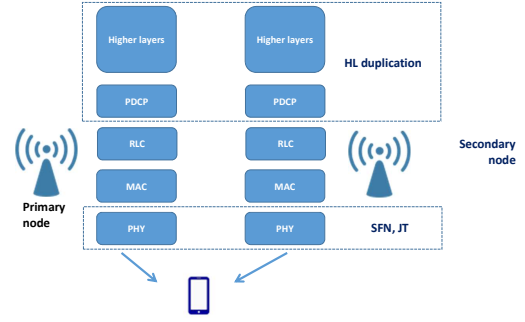 Higher layers
Higher layers
HL duplication
PDCP
PDCP
RLC
RLC
Secondary
node
MAC
MAC
Primary
node
PHY
PHY
SFN, JT